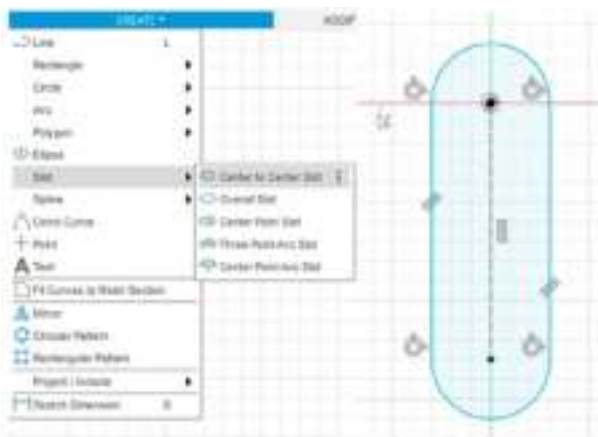 CREATE ▾
MODIF
Line L
Rectangle
Circle
Arc
Polygon
Ellipse
Slot
Center to Center Slot
Spline
Overall Slot
Conic Curve
Center Point Slot
Point
Three Point Arc Slot
Text
Center Point Arc Slot
Fit Curves to Mesh Section
Mirror
Circular Pattern
Rectangular Pattern
Project / Include
Sketch Dimension D